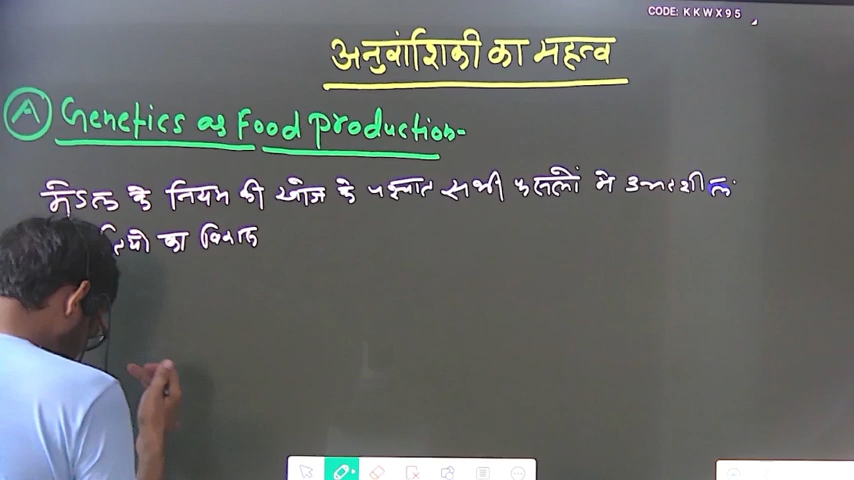 CODE: KKWX95
अनुवांशिकी का महत्व
A Genetics as Food Production-
मेंडल के नियम की खोज के पश्चात सभी फसलों मे उन्नतशील
का विकास